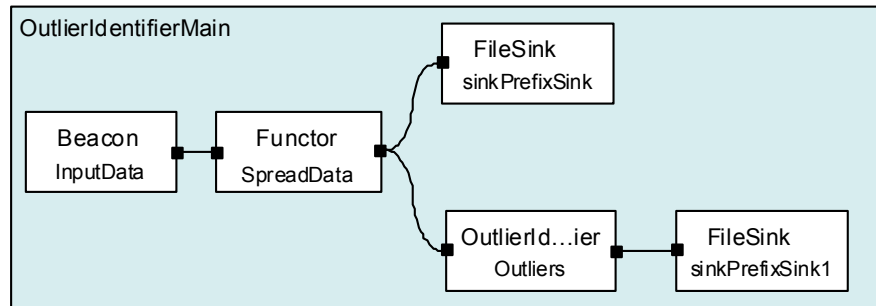 OutlierIdentifierMain
FileSink
sinkPrefixSink
Beacon
InputData
Functor
SpreadData
OutlierId...ier
Outliers
FileSink
sinkPrefixSink1